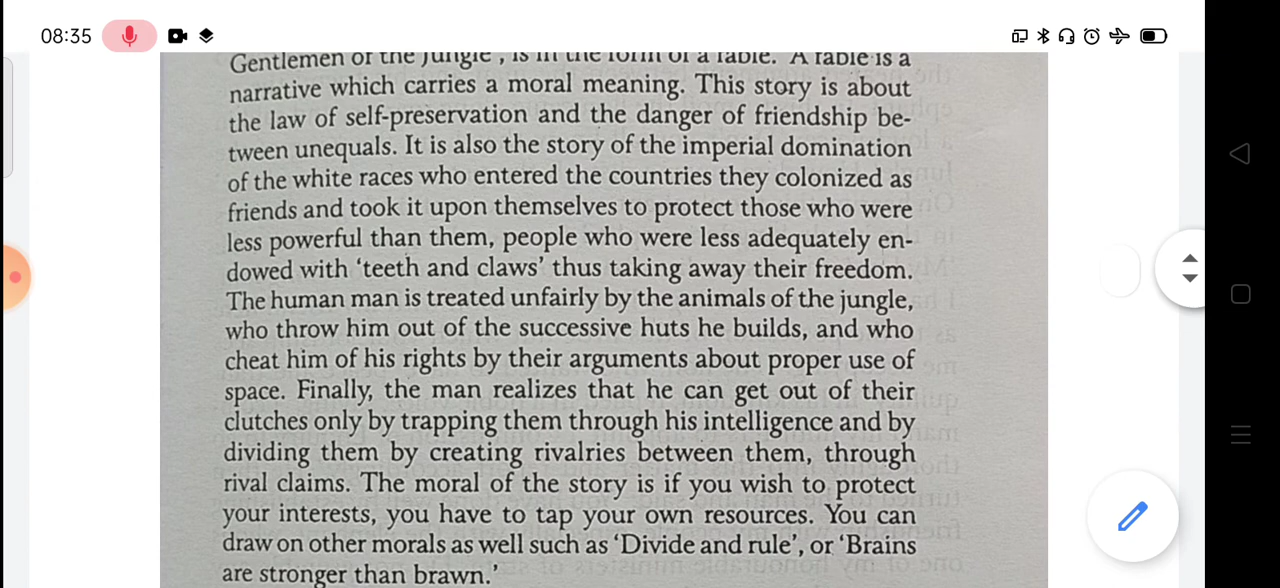 08:35
Gentlemen of the Jungle', is in the form of a fable. A fable is a
narrative which carries a moral meaning. This story is about
the law of self-preservation and the danger of friendship be-
tween unequals. It is also the story of the imperial domination
of the white races who entered the countries they colonized as
friends and took it upon themselves to protect those who were
less powerful than them, people who were less adequately en-
dowed with 'teeth and claws' thus taking away their freedom.
The human man is treated unfairly by the animals of the jungle,
who throw him out of the successive huts he builds, and who
cheat him of his rights by their arguments about proper use of
space. Finally, the man realizes that he can get out of their
clutches only by trapping them through his intelligence and by
dividing them by creating rivalries between them, through
rival claims. The moral of the story is if you wish to protect
your interests, you have to tap your own resources. You can
draw on other morals as well such as 'Divide and rule', or 'Brains
are stronger than brawn.'